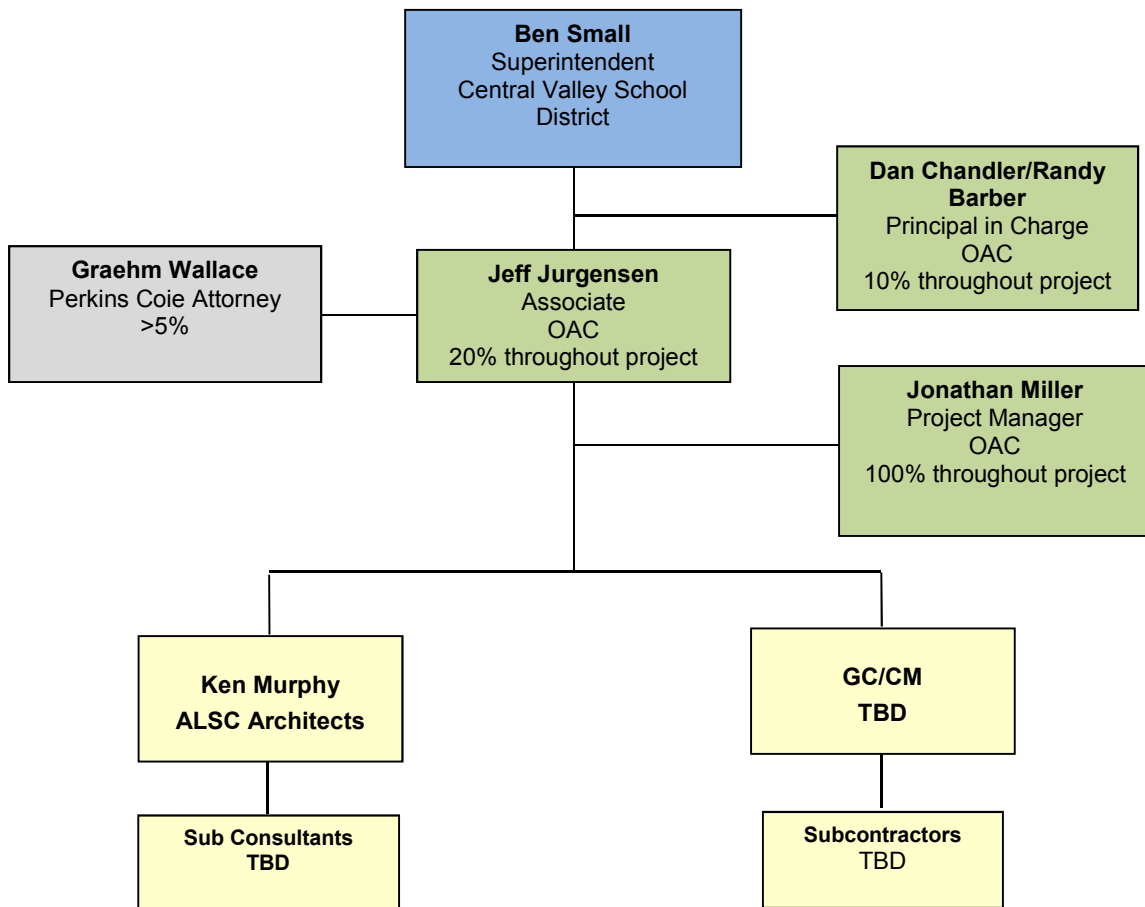 Ben Small
Superintendent
Central Valley School
District
Dan Chandler/Randy
Barber
Principal in Charge
OAC
10% throughout project
Graehm Wallace
Perkins Coie Attorney
>5%
Jeff Jurgensen
Associate
OAC
20% throughout project
Jonathan Miller
Project Manager
OAC
100% throughout project
Ken Murphy
ALSC Architects
GC/CM
TBD
Sub Consultants
TBD
Subcontractors
TBD